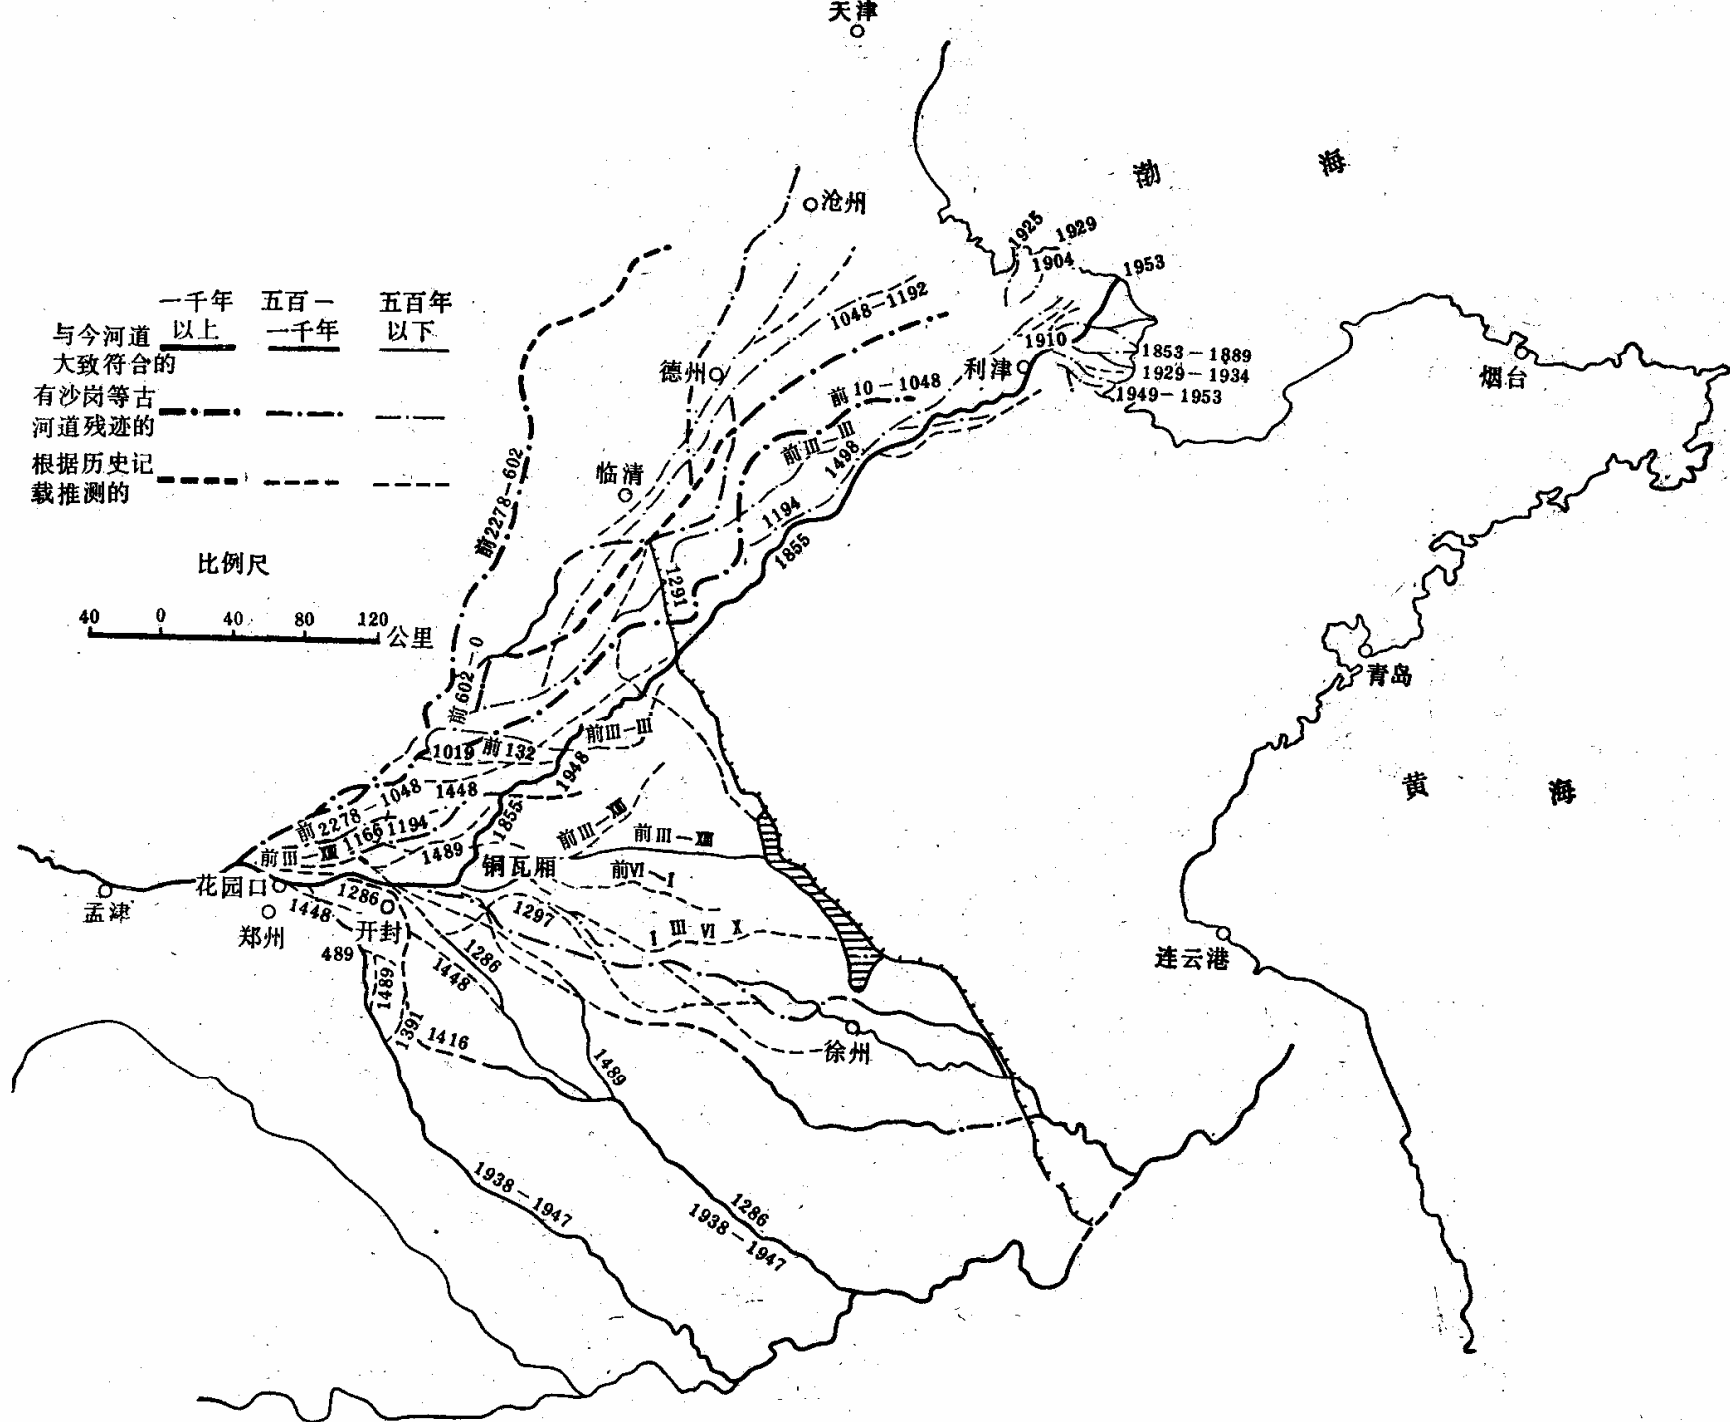 天津
渤 海
沧州
1925
1929
1904
1953
一千年 五百一 五百年
以上 一千年 以下
与今河道
大致符合的
有沙岗等古
河道残迹的
根据历史记
载推测的
1048－1192
1910
利津
1853－1889
1929－1934
1949－1953
烟台
德州
前10－1048
前Ⅲ－Ⅲ
1498
临清
前2278－602
1194
1855
1291
比例尺
40 0 40 80 120 公里
青岛
前602－0
前Ⅲ－Ⅲ
1019
前132
1948
黄 海
前2278－1048
1448
1855
1166
1194
前Ⅲ－Ⅻ
前Ⅲ－Ⅻ
前Ⅲ－Ⅻ
1489
铜瓦厢
前Ⅵ－Ⅰ
花园口
孟津
1286
1448
郑州
开封
1297
Ⅰ Ⅲ Ⅵ Ⅹ
489
1286
1448
连云港
1489
1391
1416
徐州
1489
1938－1947
1286
1938－1947